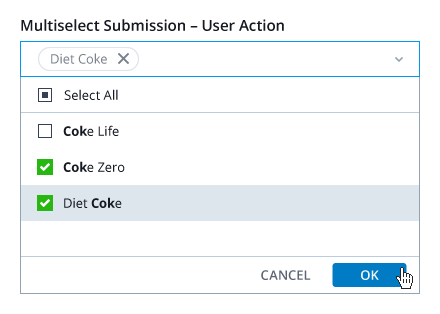 Multiselect Submission – User Action
Diet Coke
Select All
Coke Life
Coke Zero
Diet Coke
CANCEL OK